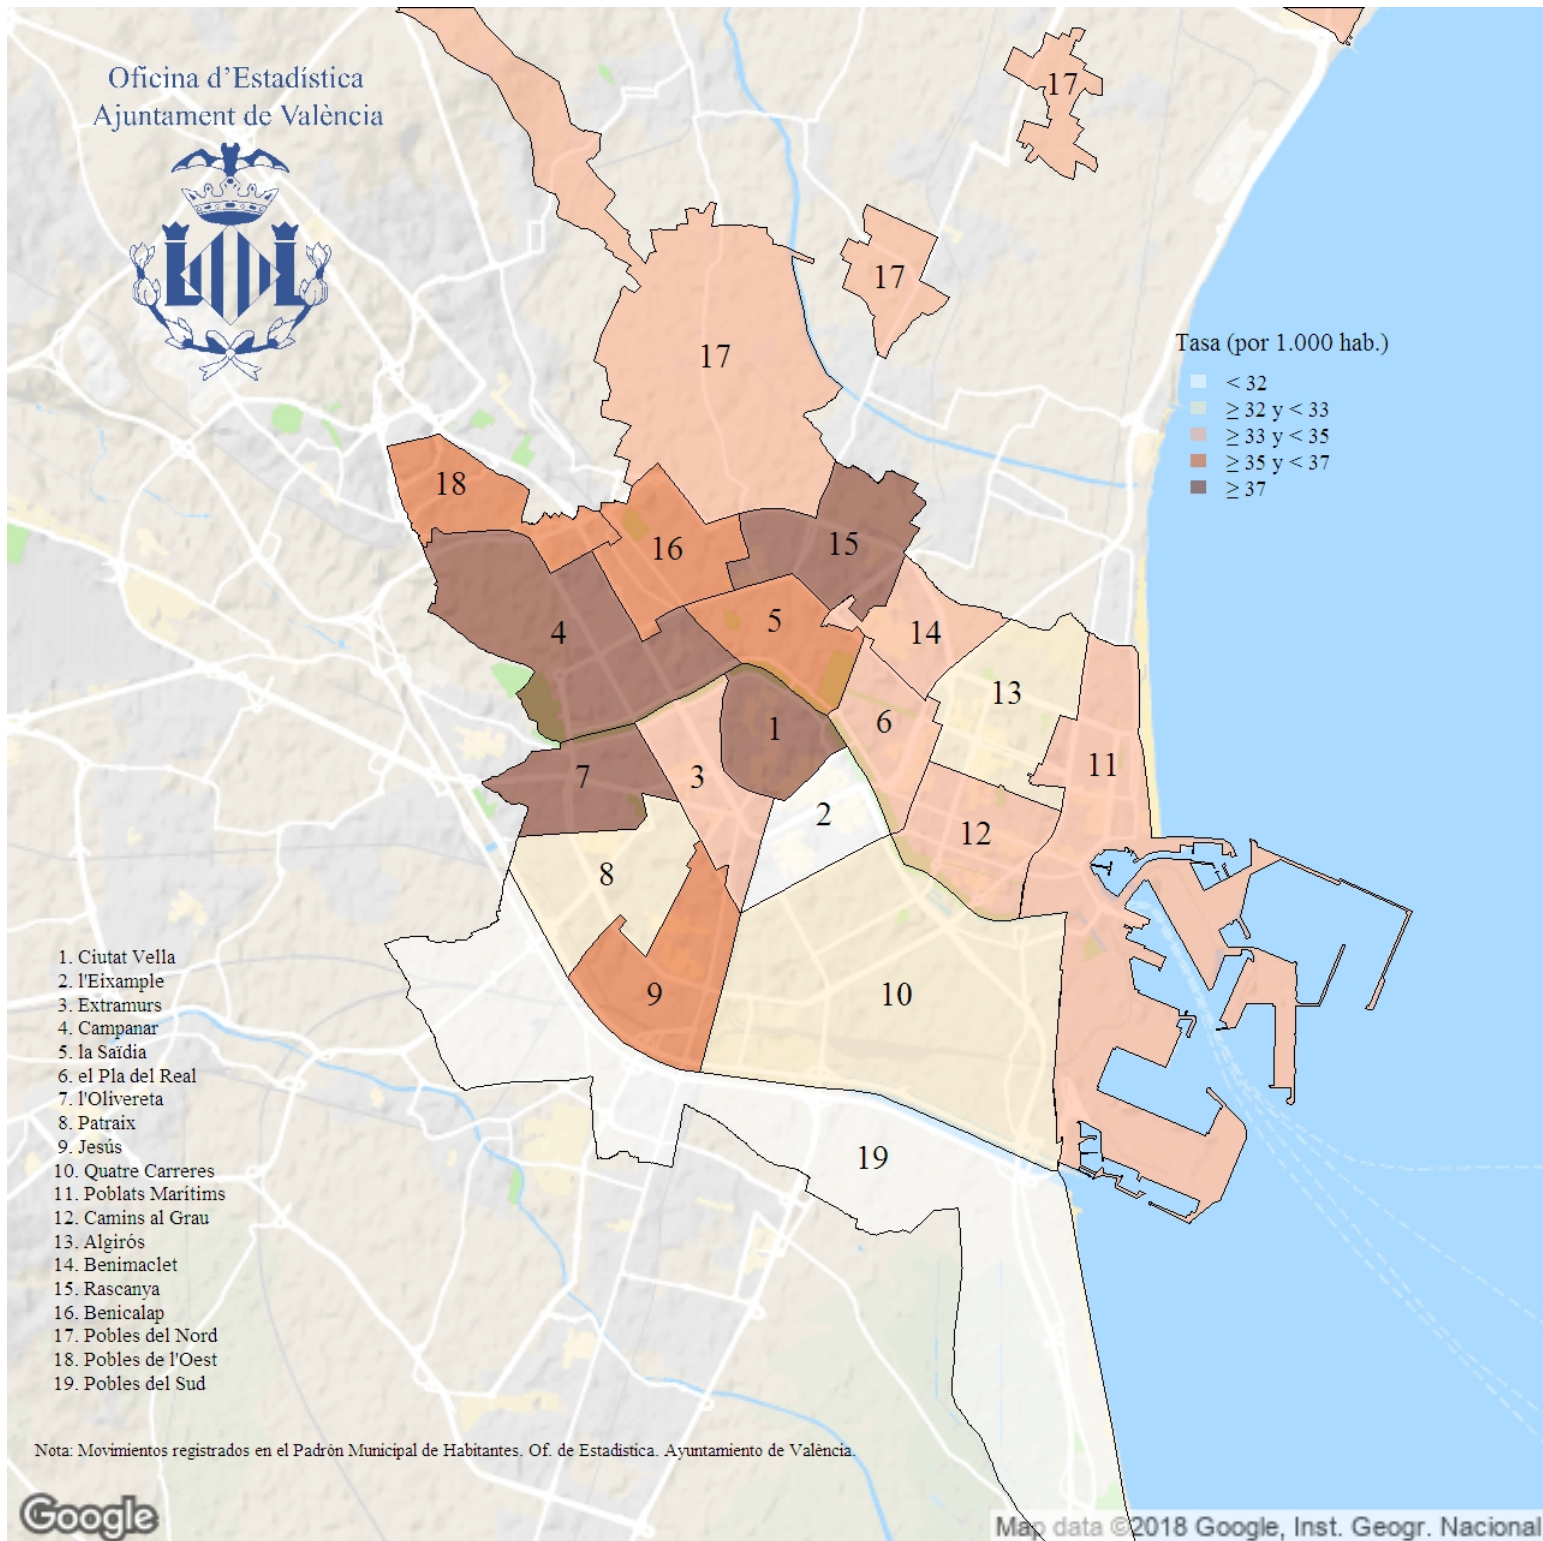 Oficina d'Estadística
Ajuntament de València
17
17
17
Tasa (por 1.000 hab.)
< 32
≥ 32 y < 33
≥ 33 y < 35
≥ 35 y < 37
≥ 37
18
16
15
5
4
14
13
6
1
11
7
3
2
12
8
9
10
19
1. Ciutat Vella
2. l'Eixample
3. Extramurs
4. Campanar
5. la Saïdia
6. el Pla del Real
7. l'Olivereta
8. Patraix
9. Jesús
10. Quatre Carreres
11. Poblats Marítims
12. Camins al Grau
13. Algirós
14. Benimaclet
15. Rascanya
16. Benicalap
17. Pobles del Nord
18. Pobles de l'Oest
19. Pobles del Sud
Nota: Movimientos registrados en el Padrón Municipal de Habitantes. Of. de Estadística. Ayuntamiento de València.
Google
Map data ©2018 Google, Inst. Geogr. Nacional